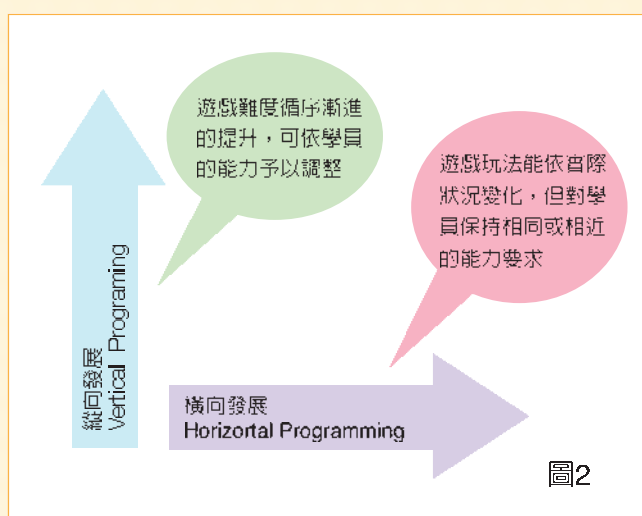 遊戲難度循序漸進
的提升，可依學員
的能力予以調整
遊戲玩法能依實際
狀況變化，但對學
員保持相同或相近
的能力要求
縱向發展
Vertical Programing
橫向發展
Horizortal Programming
圖2